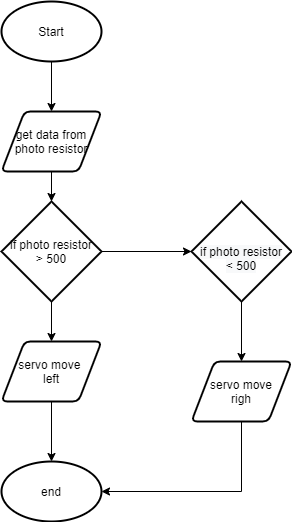 Start
get data from
photo resistor
if photo resistor
> 500
if photo resistor
< 500
servo move
left
servo move
righ
end